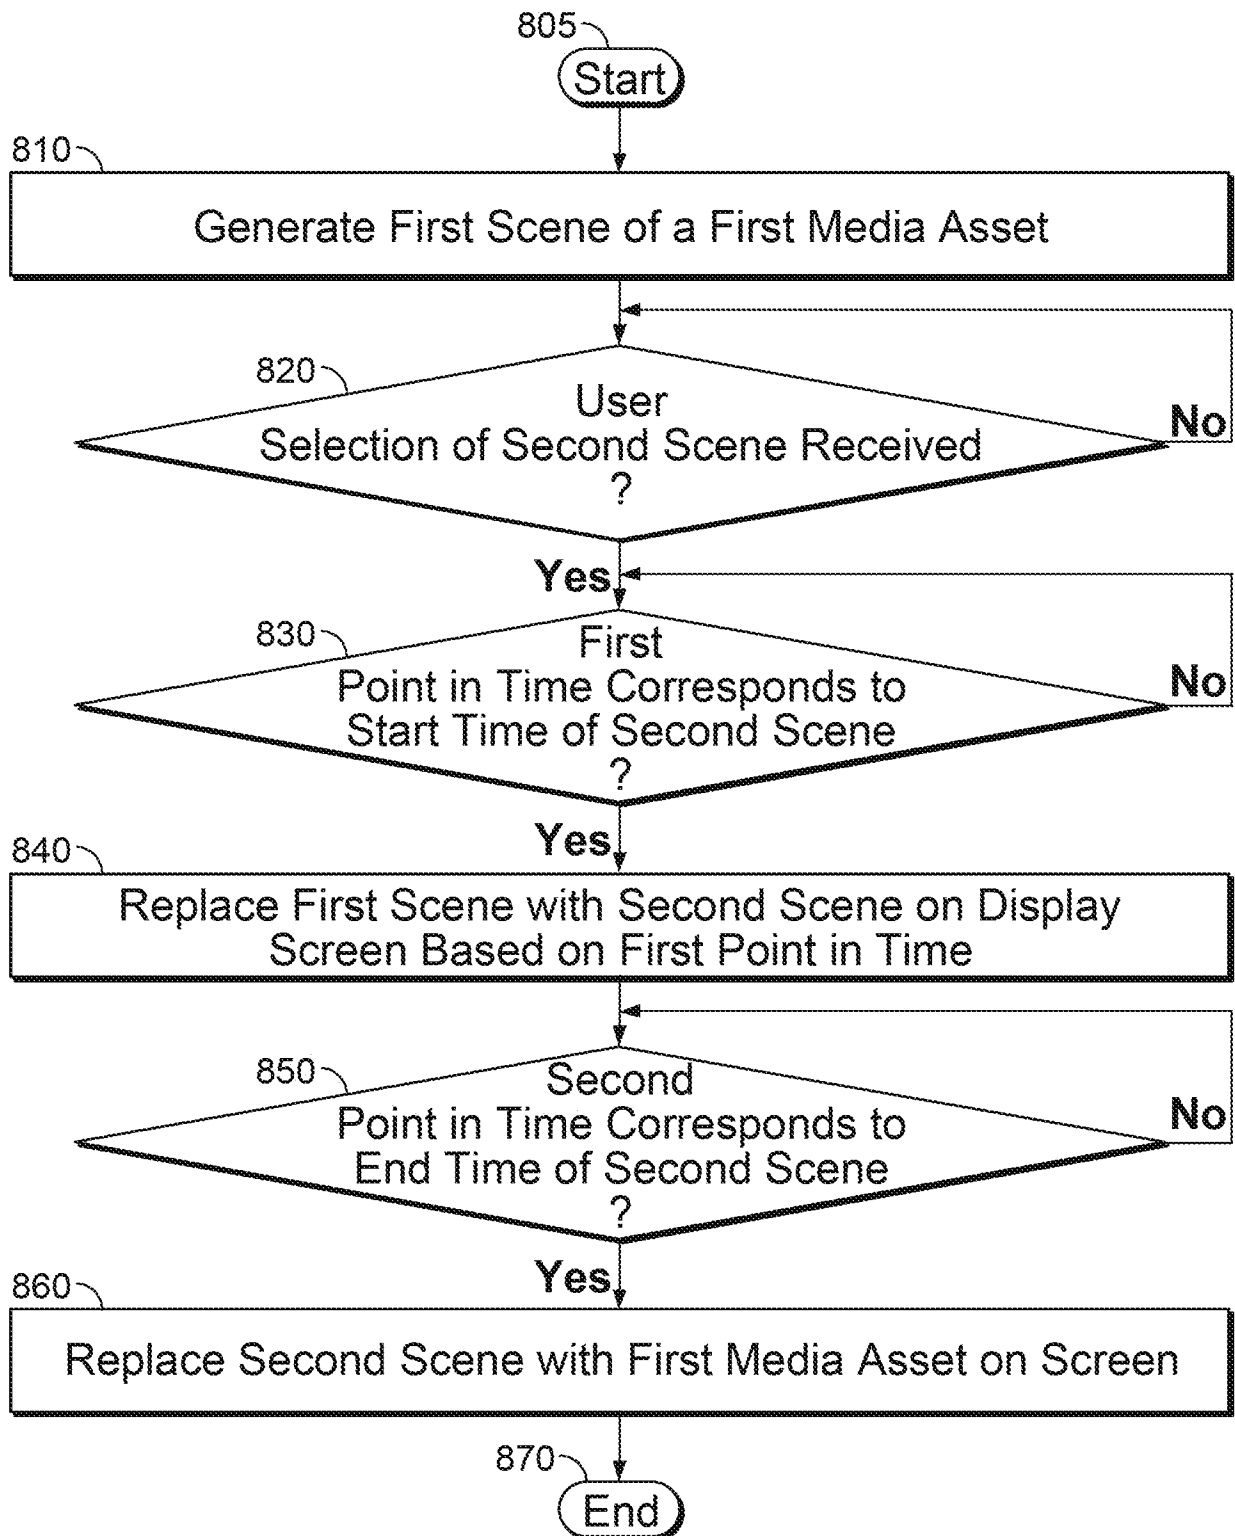 805
Start
810
Generate First Scene of a First Media Asset
820
User
Selection of Second Scene Received
?
No
Yes
830
First
Point in Time Corresponds to
Start Time of Second Scene
?
No
Yes
840
Replace First Scene with Second Scene on Display
Screen Based on First Point in Time
850
Second
Point in Time Corresponds to
End Time of Second Scene
?
No
Yes
860
Replace Second Scene with First Media Asset on Screen
870
End